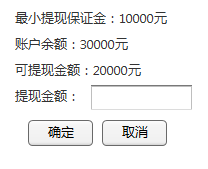 最小提现保证金：10000元
账户余额：30000元
可提现金额：20000元
提现金额：
确定 取消